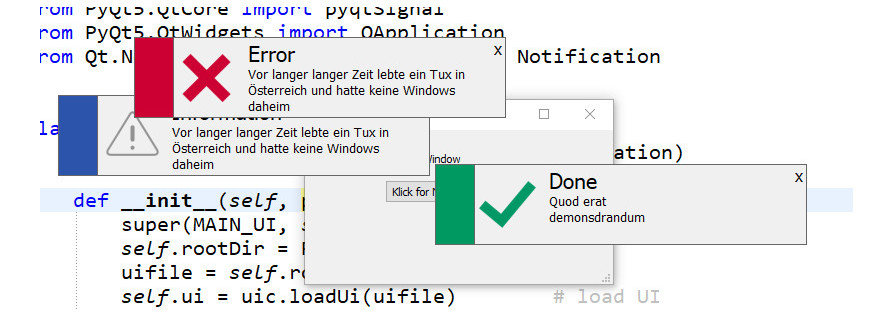 rom PyQt5.QtCore import pyqtSignal
rom PyQt5.QtWidgets import QApplication
rom Qt.N
Notification
Error
x
Vor langer langer Zeit lebte ein Tux in
Österreich und hatte keine Windows
daheim
Information
Vor langer langer Zeit lebte ein Tux in
Österreich und hatte keine Windows
daheim
la
ation)
indow
Klick for
Done
x
Quod erat
demonsdrandum
def __init__(self,
super(MAIN_UI, s
self.rootDir =
uifile = self.ro
self.ui = uic.loadUi(uifile) # load UI